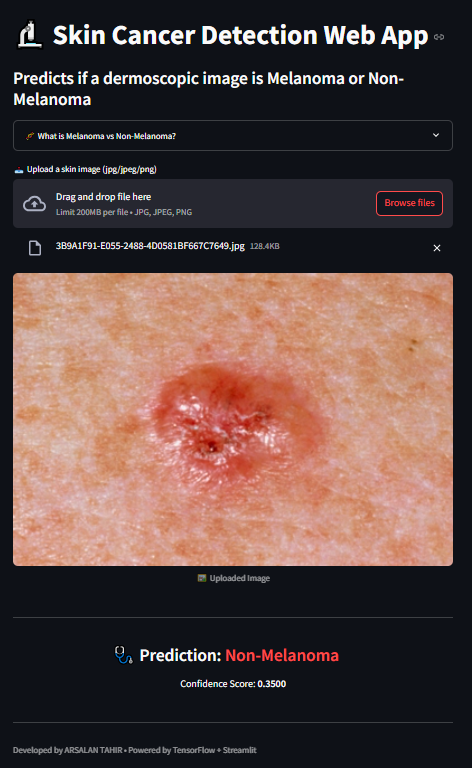 Skin Cancer Detection Web App
Predicts if a dermoscopic image is Melanoma or Non-
Melanoma
What is Melanoma vs Non-Melanoma?
Upload a skin image (jpg/jpeg/png)
Drag and drop file here
Limit 200MB per file • JPG, JPEG, PNG
Browse files
3B9A1F91-E055-2488-4D0581BF667C7649.jpg 128.4KB
Uploaded Image
Prediction: Non-Melanoma
Confidence Score: 0.3500
Developed by ARSALAN TAHIR • Powered by TensorFlow + Streamlit